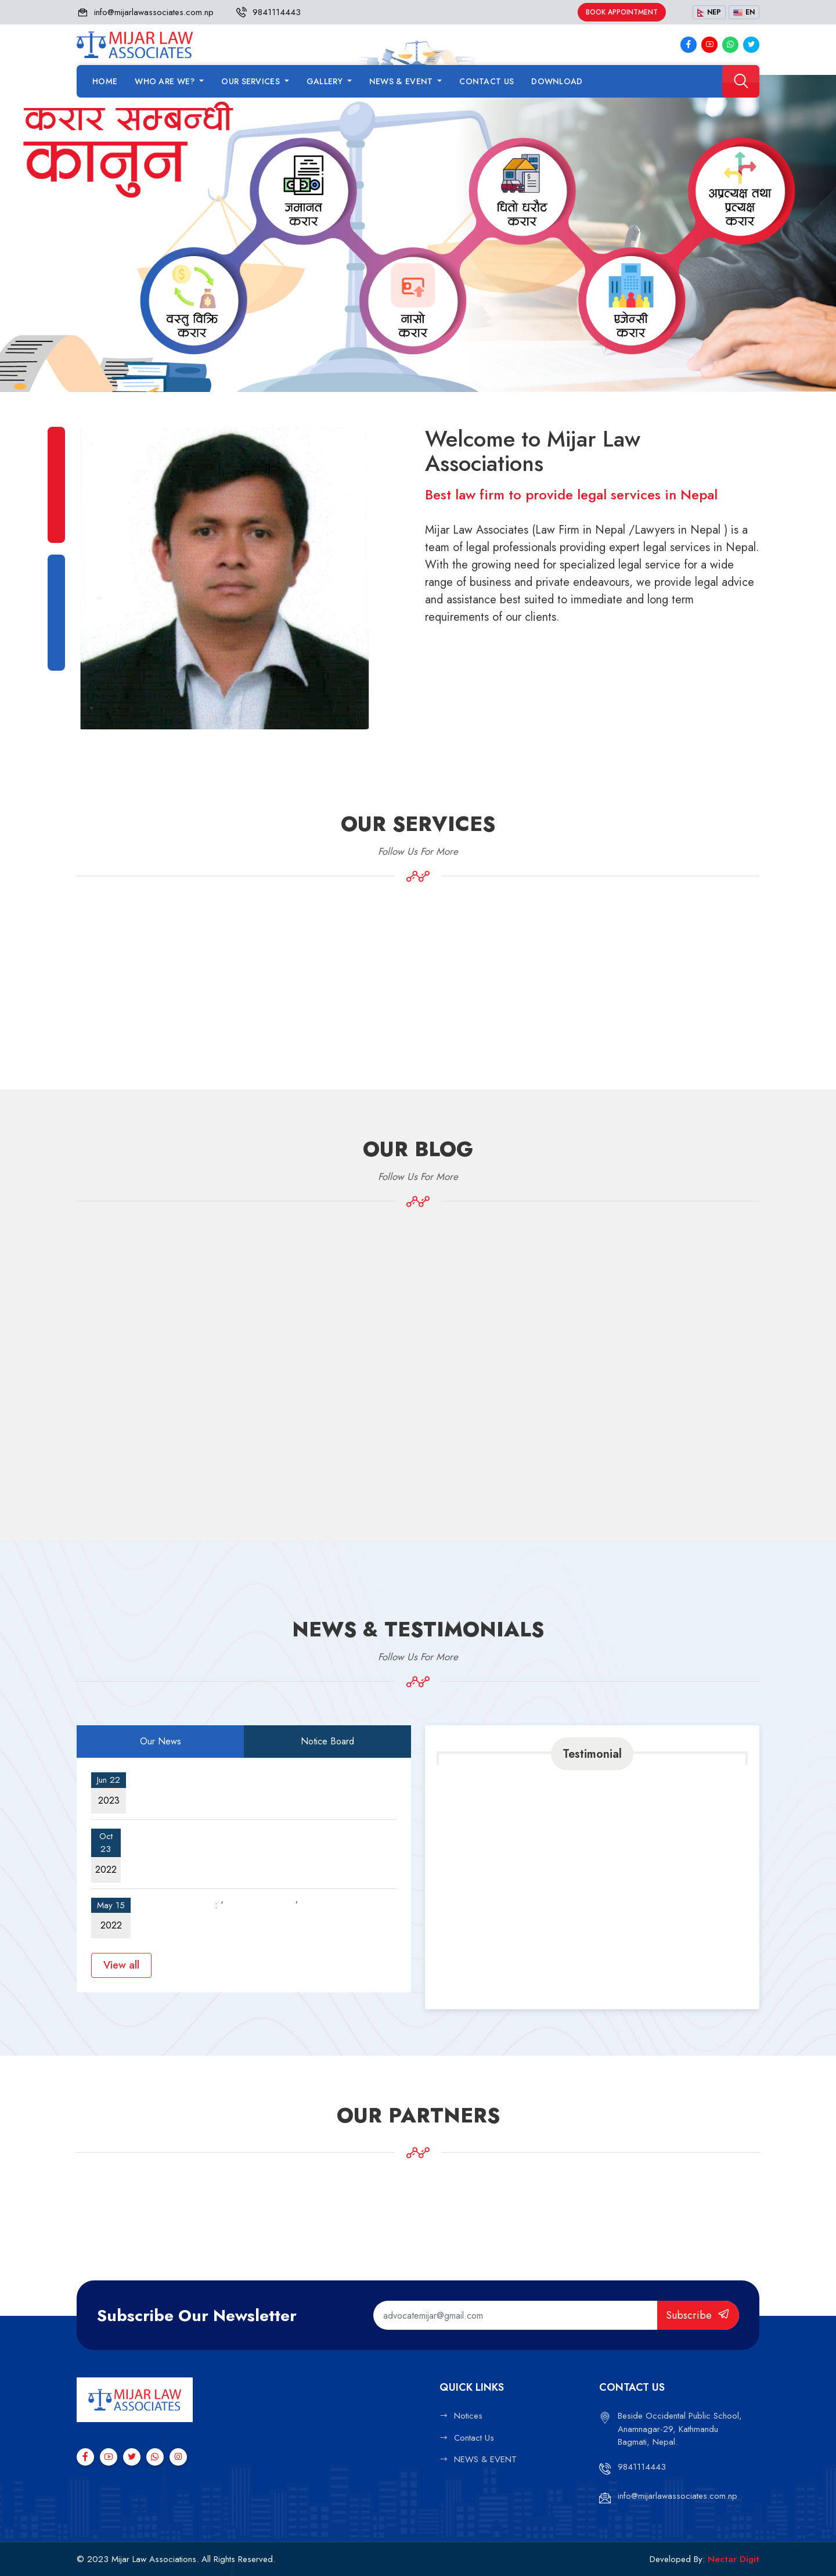 info@mijarlawassociates.com.np
9841114443
BOOK APPOINTMENT
NEP
EN
MIJAR LAW
ASSOCIATES
HOME
WHO ARE WE?
OUR SERVICES
GALLERY
NEWS & EVENT
CONTACT US
DOWNLOAD
करार सम्बन्धी
कानुन
जमानत
करार
धितो धरौट
करार
अप्रत्यक्ष तथा
प्रत्यक्ष
करार
वस्तु विक्रि
करार
नासो
करार
एजेन्सी
करार
Welcome to Mijar Law
Associations
Best law firm to provide legal services in Nepal
Mijar Law Associates (Law Firm in Nepal /Lawyers in Nepal ) is a
team of legal professionals providing expert legal services in Nepal.
With the growing need for specialized legal service for a wide
range of business and private endeavours, we provide legal advice
and assistance best suited to immediate and long term
requirements of our clients.
OUR SERVICES
Follow Us For More
OUR BLOG
Follow Us For More
NEWS & TESTIMONIALS
Follow Us For More
Our News
Notice Board
Jun 22
2023
Oct
23
2022
May 15
2022
: ‘ ’
View all
Testimonial
OUR PARTNERS
Subscribe Our Newsletter
advocatemijar@gmail.com
Subscribe
MIJAR LAW
ASSOCIATES
QUICK LINKS
Notices
Contact Us
NEWS & EVENT
CONTACT US
Beside Occidental Public School,
Anamnagar-29, Kathmandu
Bagmati, Nepal.
9841114443
info@mijarlawassociates.com.np
© 2023 Mijar Law Associations. All Rights Reserved.
Developed By: Nectar Digit